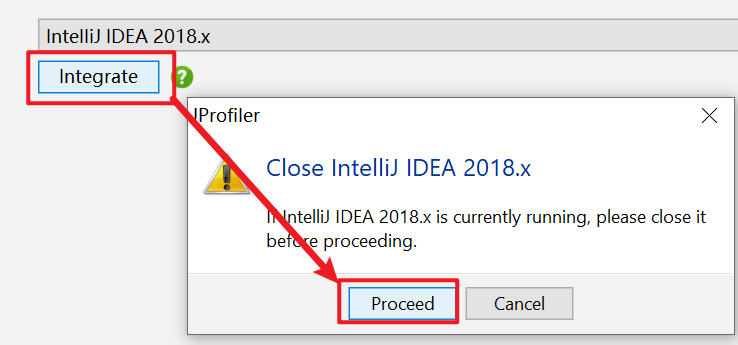 IntelliJ IDEA 2018.x
Integrate
?
JProfiler
Close IntelliJ IDEA 2018.x
If IntelliJ IDEA 2018.x is currently running, please close it
before proceeding.
Proceed
Cancel